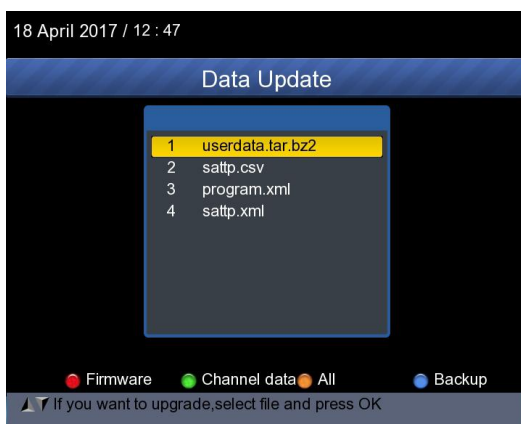 18 April 2017 / 12 : 47
Data Update
1 userdata.tar.bz2
2 sattp.csv
3 program.xml
4 sattp.xml
Firmware Channel data All Backup
If you want to upgrade,select file and press OK